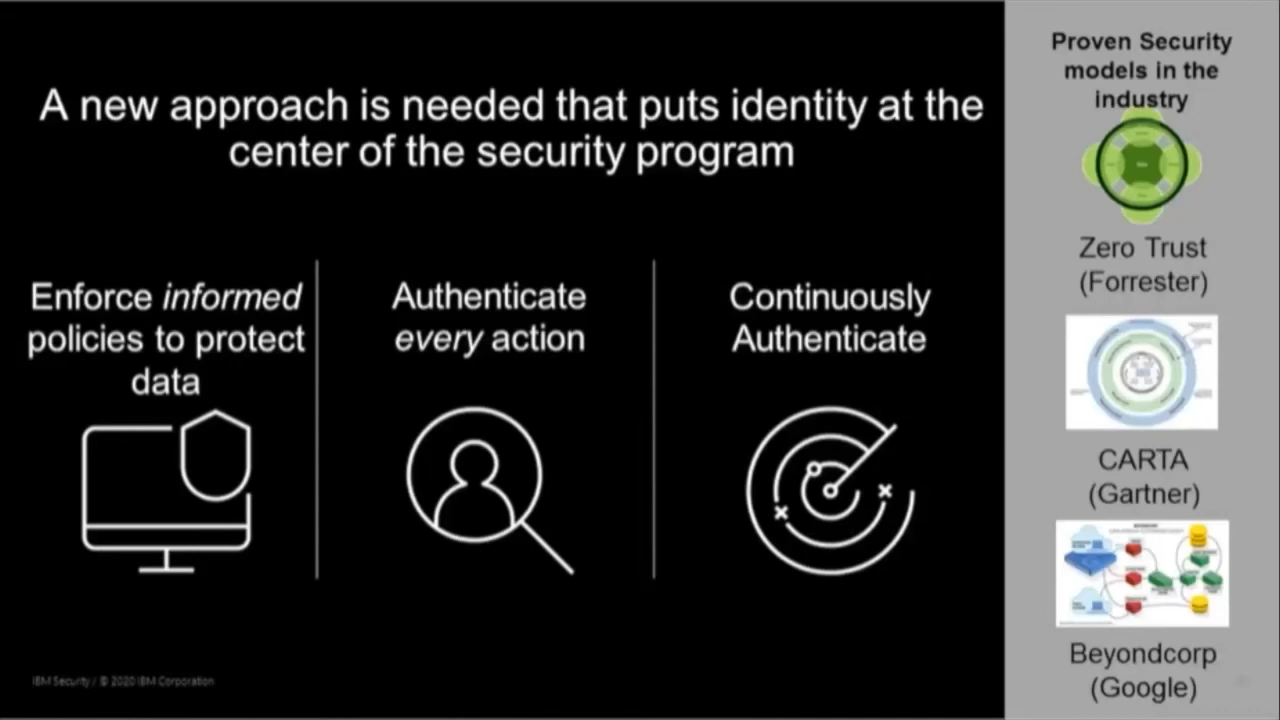 A new approach is needed that puts identity at the
center of the security program
Enforce informed
policies to protect
data
Authenticate
every action
Continuously
Authenticate
IBM Security / © 2020 IBM Corporation
Proven Security
models in the
industry
Zero Trust
(Forrester)
CARTA
(Gartner)
Beyondcorp
(Google)